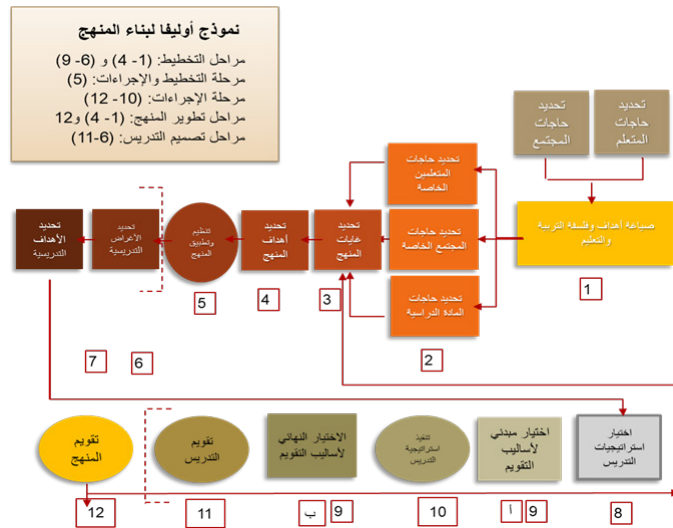 نموذج أوليفا لبناء المنهج
مراحل التخطيط: (1- 4) و (6- 9)
مرحلة التخطيط والإجراءات: (5)
مرحلة الإجراءات: (10- 12)
مراحل تطوير المنهج: (1- 4) و12
مراحل تصميم التدريس: (6-11)
تحديد
حاجات
المتعلم
تحديد
حاجات
المجتمع
صياغة أهداف وفلسفة التربية
والتعليم
1
تحديد حاجات
المتعلمين
الخاصة
تحديد حاجات
المجتمع الخاصة
تحديد حاجات
المادة الدراسية
2
تحديد
غايات
المنهج
3
تحديد
أهداف
المنهج
4
تنظيم
وتطبيق
المنهج
5
تحديد
الأغراض
التدريسية
6
تحديد
الأهداف
التدريسية
7
اختيار
استراتيجيات
التدريس
8
اختيار مبدئي
لأساليب
التقويم
9 أ
تنفيذ
استراتيجية
التدريس
10
الاختيار النهائي
لأساليب التقويم
9 ب
تقويم
التدريس
11
تقويم
المنهج
12